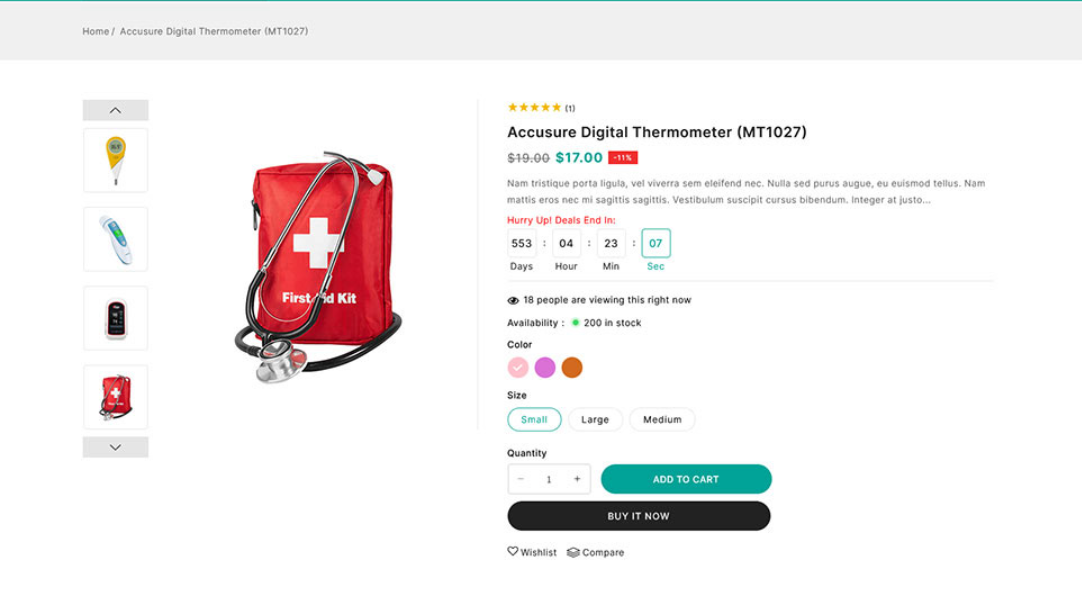 Home / Accusure Digital Thermometer (MT1027)
★★★★★ (1)
Accusure Digital Thermometer (MT1027)
$19.00 $17.00 -11%
Nam tristique porta ligula, vel viverra sem eleifend nec. Nulla sed purus augue, eu euismod tellus. Nam
mattis eros nec mi sagittis sagittis. Vestibulum suscipit cursus bibendum. Integer at justo...
Hurry Up! Deals End In:
553 : 04 : 23 : 07
Days Hour Min Sec
18 people are viewing this right now
Availability : 200 in stock
Color
Size
Small Large Medium
Quantity
− 1 + ADD TO CART
BUY IT NOW
Wishlist Compare
First Aid Kit